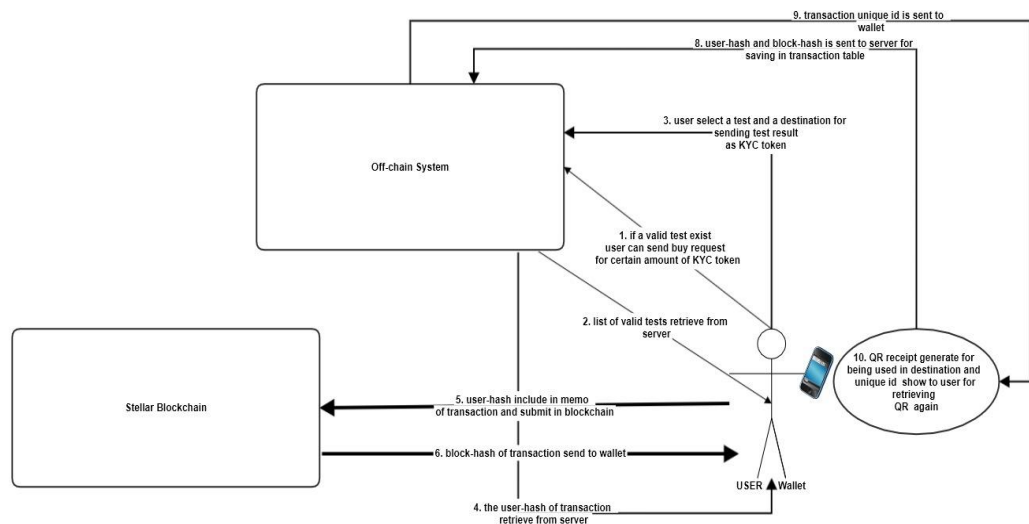 9. transaction unique id is sent to
wallet
8. user-hash and block-hash is sent to server for
saving in transaction table
3. user select a test and a destination for
sending test result
as KYC token
Off-chain System
1. if a valid test exist
user can send buy request
for certain amount of KYC token
2. list of valid tests retrieve from
server
10. QR receipt generate for
being used in destination and
unique id show to user for
retrieving
QR again
Stellar Blockchain
5. user-hash include in memo
of transaction and submit in blockchain
6. block-hash of transaction send to wallet
USER Wallet
4. the user-hash of transaction
retrieve from server